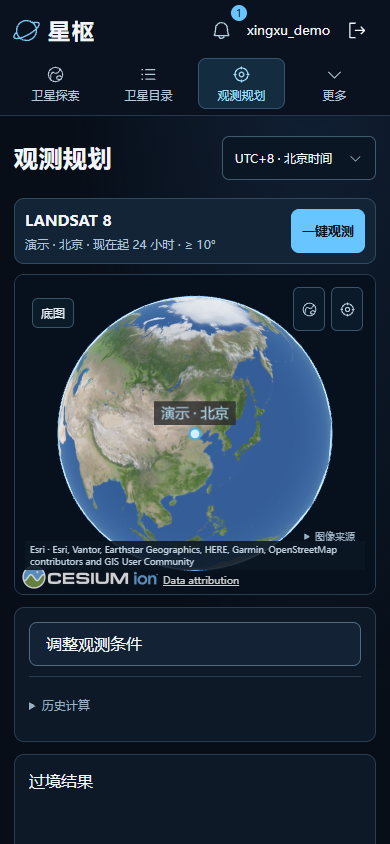 星枢
1
xingxu_demo
卫星探索
卫星目录
观测规划
更多
观测规划
UTC+8 · 北京时间
LANDSAT 8
演示 · 北京 · 现在起 24 小时 · ≥ 10°
一键观测
底图
演示 · 北京
▶ 图像来源
Esri · Esri, Vantor, Earthstar Geographics, HERE, Garmin, OpenStreetMap
contributors and GIS User Community
CESIUM ion
Data attribution
调整观测条件
▶ 历史计算
过境结果